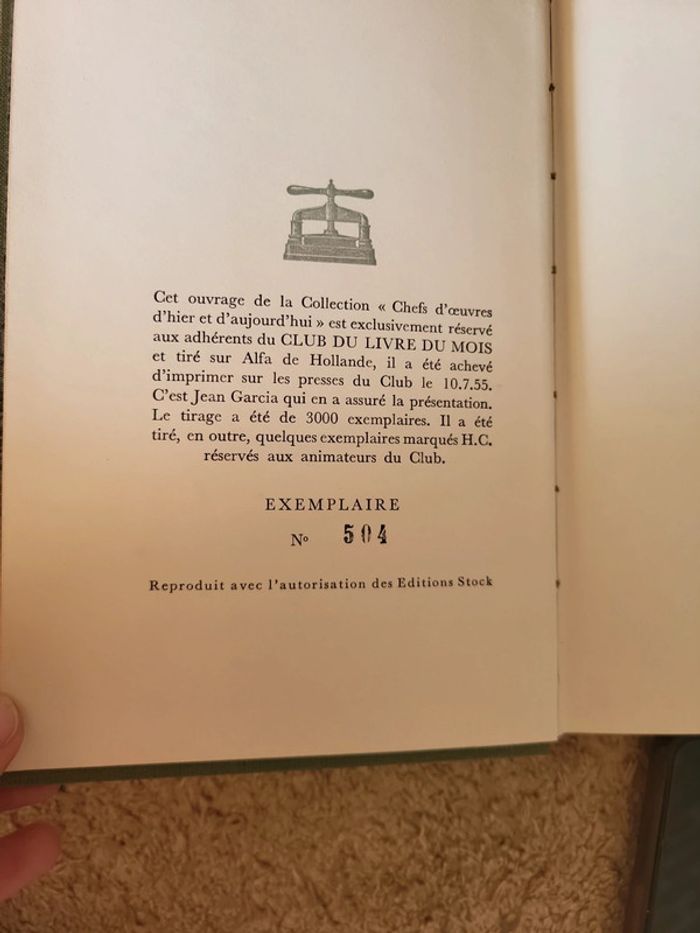 Cet ouvrage de la Collection « Chefs d'œuvres
d'hier et d'aujourd'hui » est exclusivement réservé
aux adhérents du CLUB DU LIVRE DU MOIS
et tiré sur Alfa de Hollande, il a été achevé
d'imprimer sur les presses du Club le 10.7.55.
C'est Jean Garcia qui en a assuré la présentation.
Le tirage a été de 3000 exemplaires. Il a été
tiré, en outre, quelques exemplaires marqués H.C.
réservés aux animateurs du Club.
EXEMPLAIRE
Nº 504
Reproduit avec l'autorisation des Editions Stock